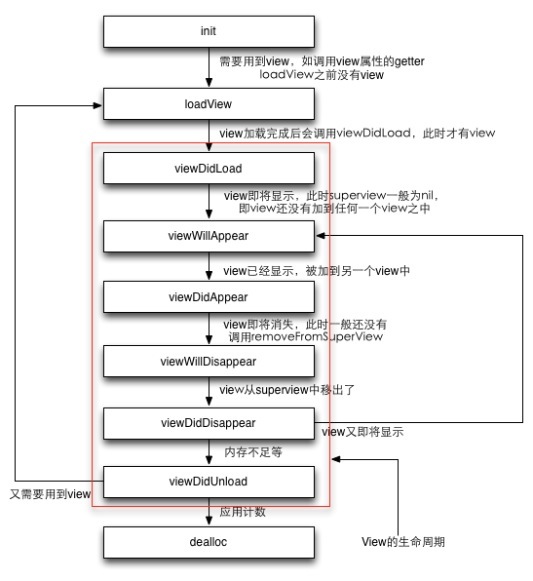 init
需要用到view，如调用view属性的getter
loadView之前没有view
loadView
view加载完成后会调用viewDidLoad，此时才有view
viewDidLoad
view即将显示，此时superview一般为nil，
即view还没有加到任何一个view之中
viewWillAppear
view已经显示，被加到另一个view中
viewDidAppear
view即将消失，此时一般还没有
调用removeFromSuperView
viewWillDisappear
view从superview中移出了
viewDidDisappear
view又即将显示
内存不足等
viewDidUnload
又需要用到view
应用计数
dealloc
View的生命周期